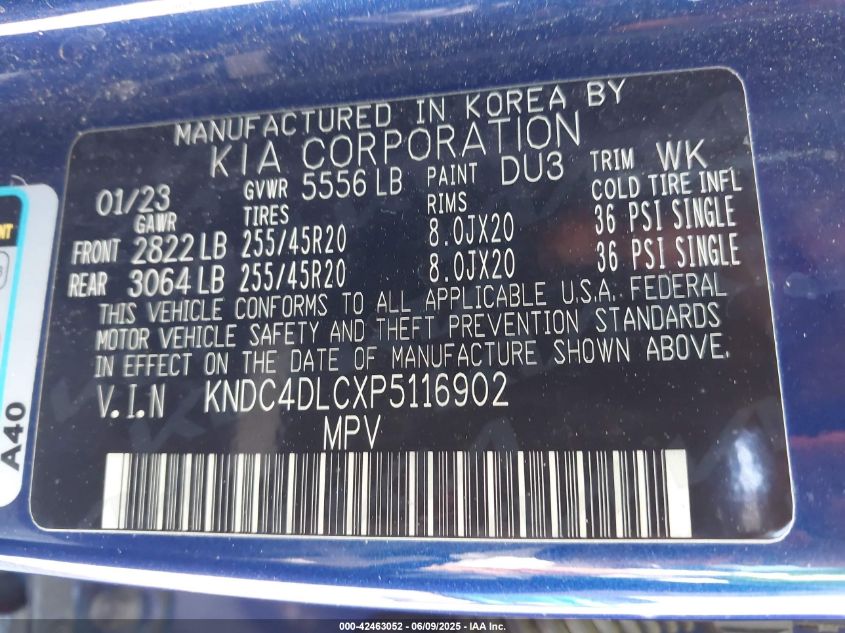 MANUFACTURED IN KOREA BY
KIA CORPORATION
01/23 GVWR 5556 LB PAINT DU3 TRIM WK
GAWR TIRES RIMS COLD TIRE INFL
FRONT 2822 LB 255/45R20 8.0JX20 36 PSI SINGLE
REAR 3064 LB 255/45R20 8.0JX20 36 PSI SINGLE
THIS VEHICLE CONFORMS TO ALL APPLICABLE U.S.A. FEDERAL
MOTOR VEHICLE SAFETY AND THEFT PREVENTION STANDARDS
IN EFFECT ON THE DATE OF MANUFACTURE SHOWN ABOVE.
V.I.N KNDC4DLCXP5116902
MPV
A40
000-42463052 | 06/09/2025 - IAA Inc.